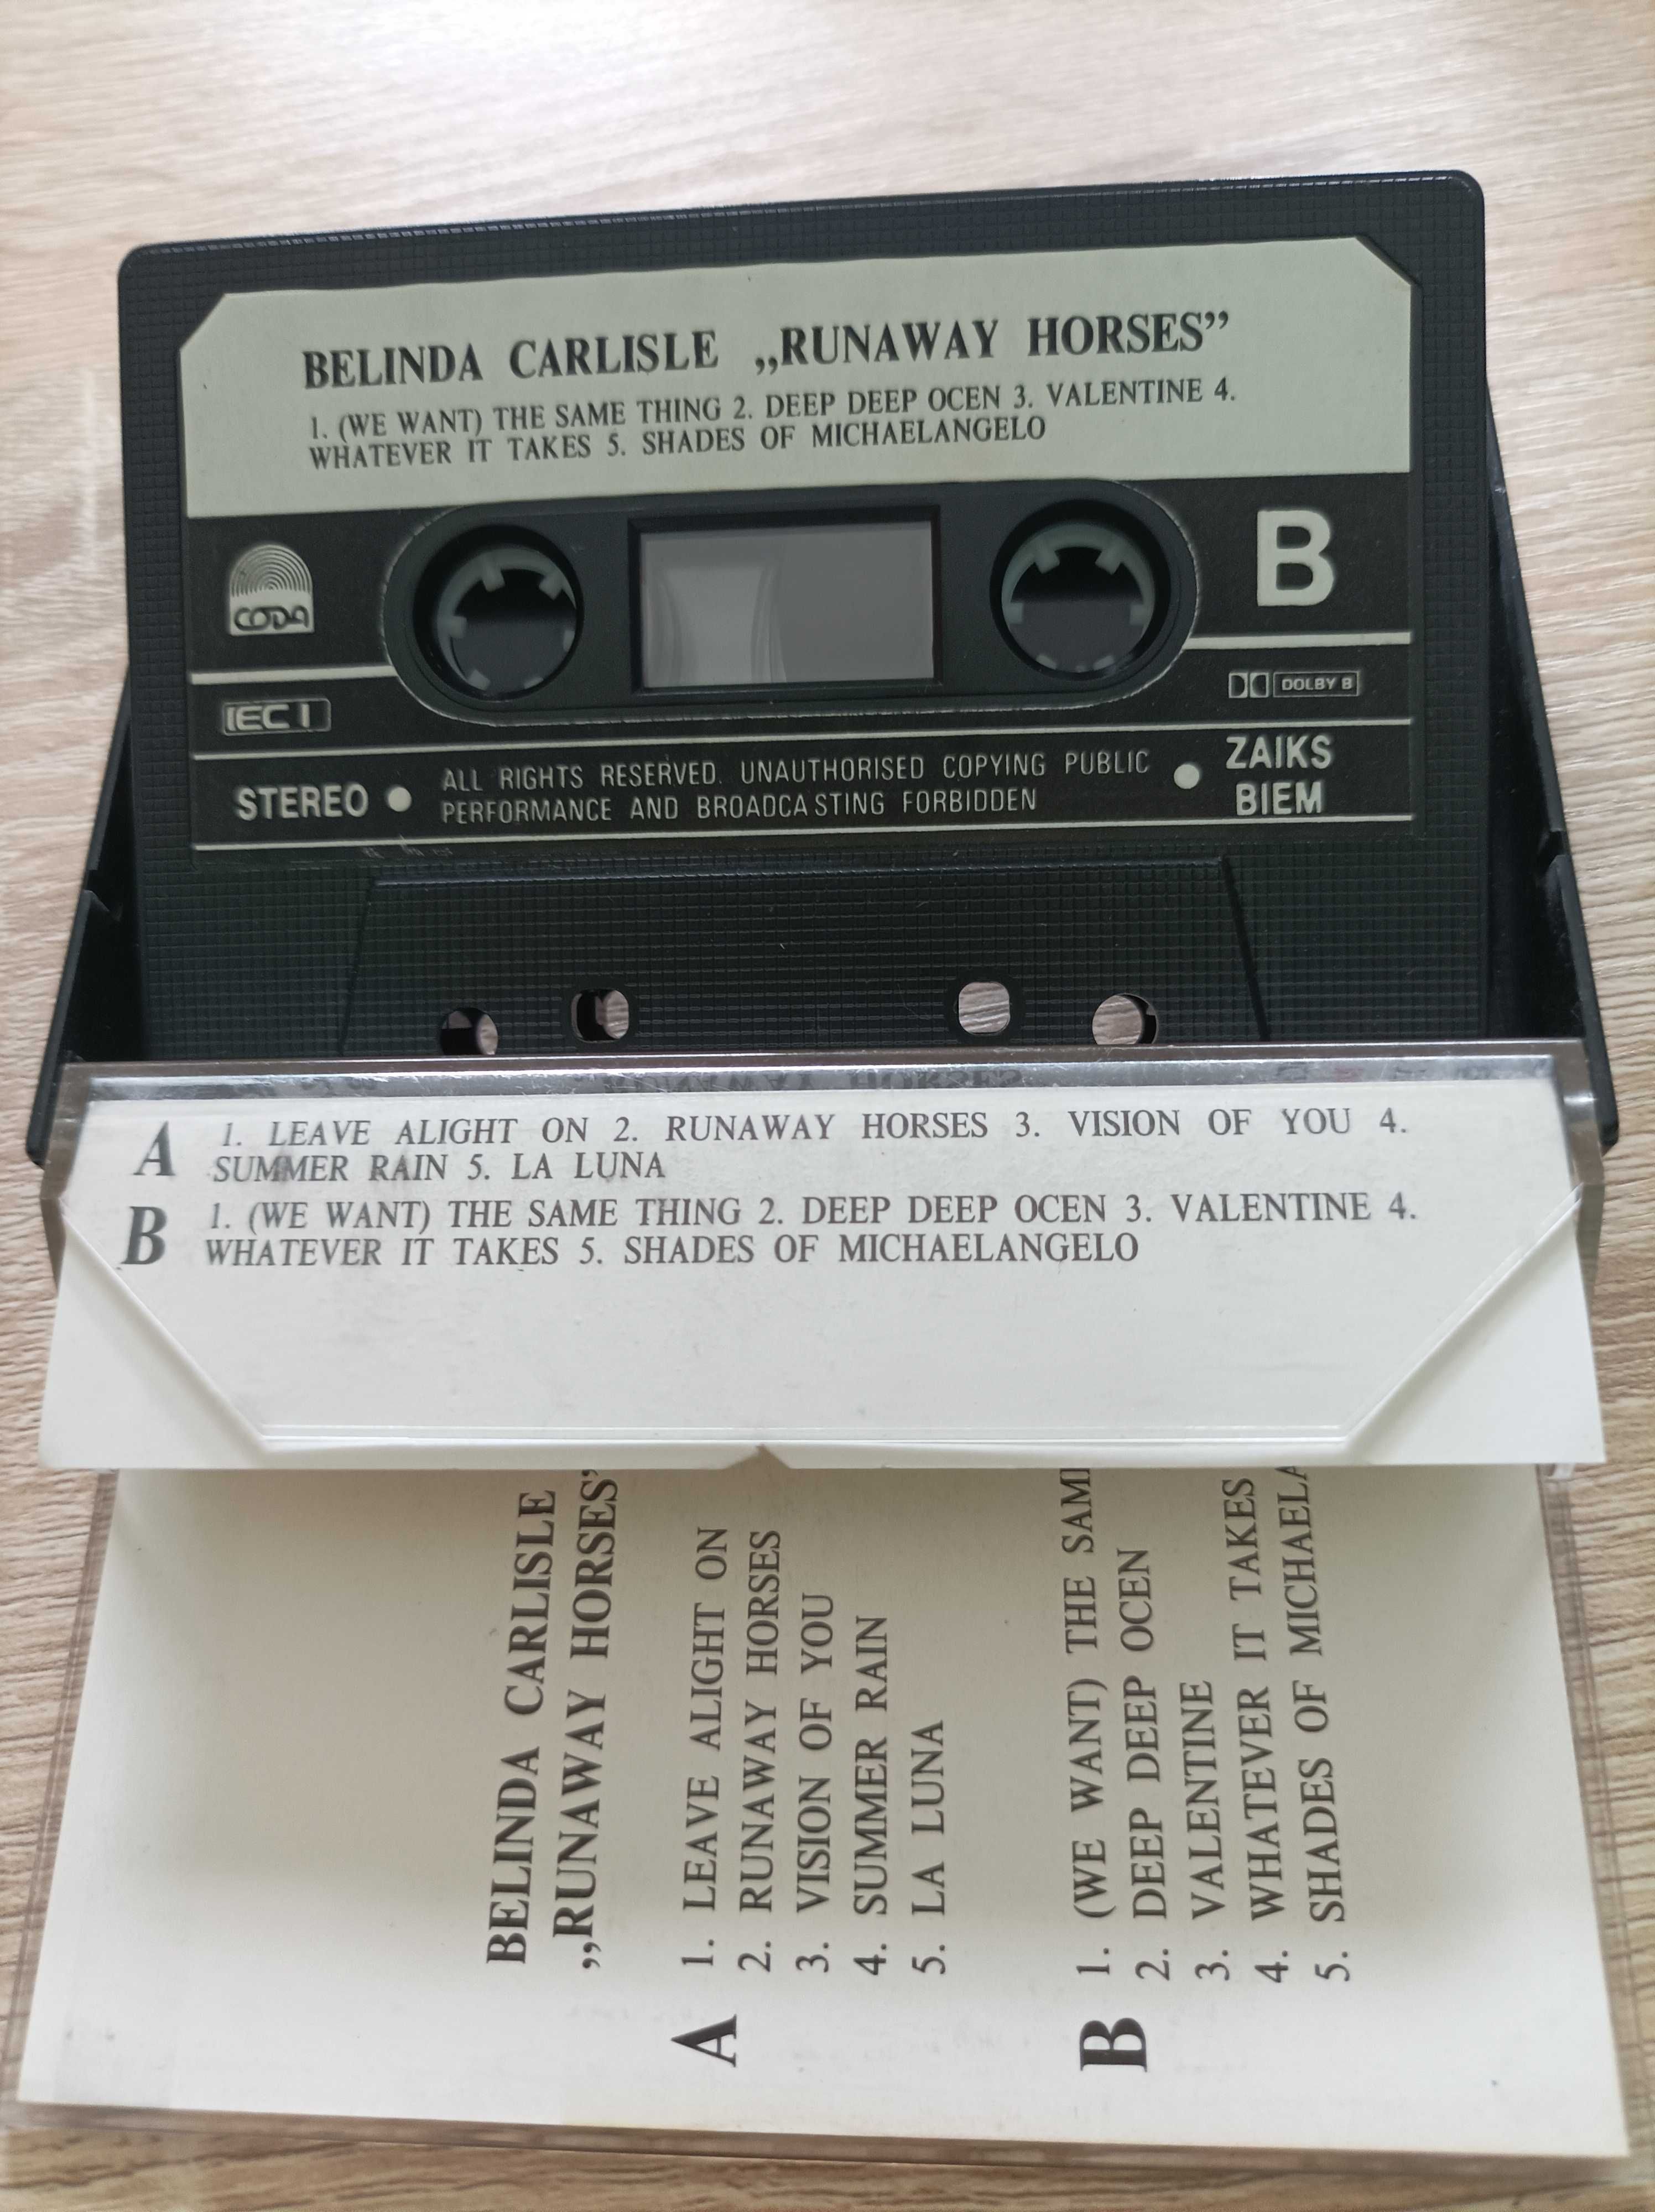 BELINDA CARLISLE „RUNAWAY HORSES”
1. (WE WANT) THE SAME THING 2. DEEP DEEP OCEN 3. VALENTINE 4.
WHATEVER IT TAKES 5. SHADES OF MICHAELANGELO
CODA
B
IEC I
DOLBY B
STEREO
ALL RIGHTS RESERVED. UNAUTHORISED COPYING PUBLIC
PERFORMANCE AND BROADCASTING FORBIDDEN
ZAIKS
BIEM
A 1. LEAVE ALIGHT ON 2. RUNAWAY HORSES 3. VISION OF YOU 4.
SUMMER RAIN 5. LA LUNA
B 1. (WE WANT) THE SAME THING 2. DEEP DEEP OCEN 3. VALENTINE 4.
WHATEVER IT TAKES 5. SHADES OF MICHAELANGELO
BELINDA CARLISLE
„RUNAWAY HORSES”
A 1. LEAVE ALIGHT ON
2. RUNAWAY HORSES
3. VISION OF YOU
4. SUMMER RAIN
5. LA LUNA
B 1. (WE WANT) THE SAM
2. DEEP DEEP OCEN
3. VALENTINE
4. WHATEVER IT TAKES
5. SHADES OF MICHAELA